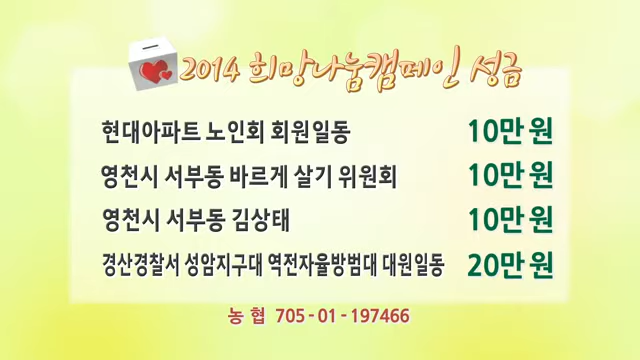 2014 희망나눔캠페인 성금
현대아파트 노인회 회원일동 10만 원
영천시 서부동 바르게 살기 위원회 10만 원
영천시 서부동 김상태 10만 원
경산경찰서 성암지구대 역전자율방범대 대원일동 20만 원
농 협 705-01-197466